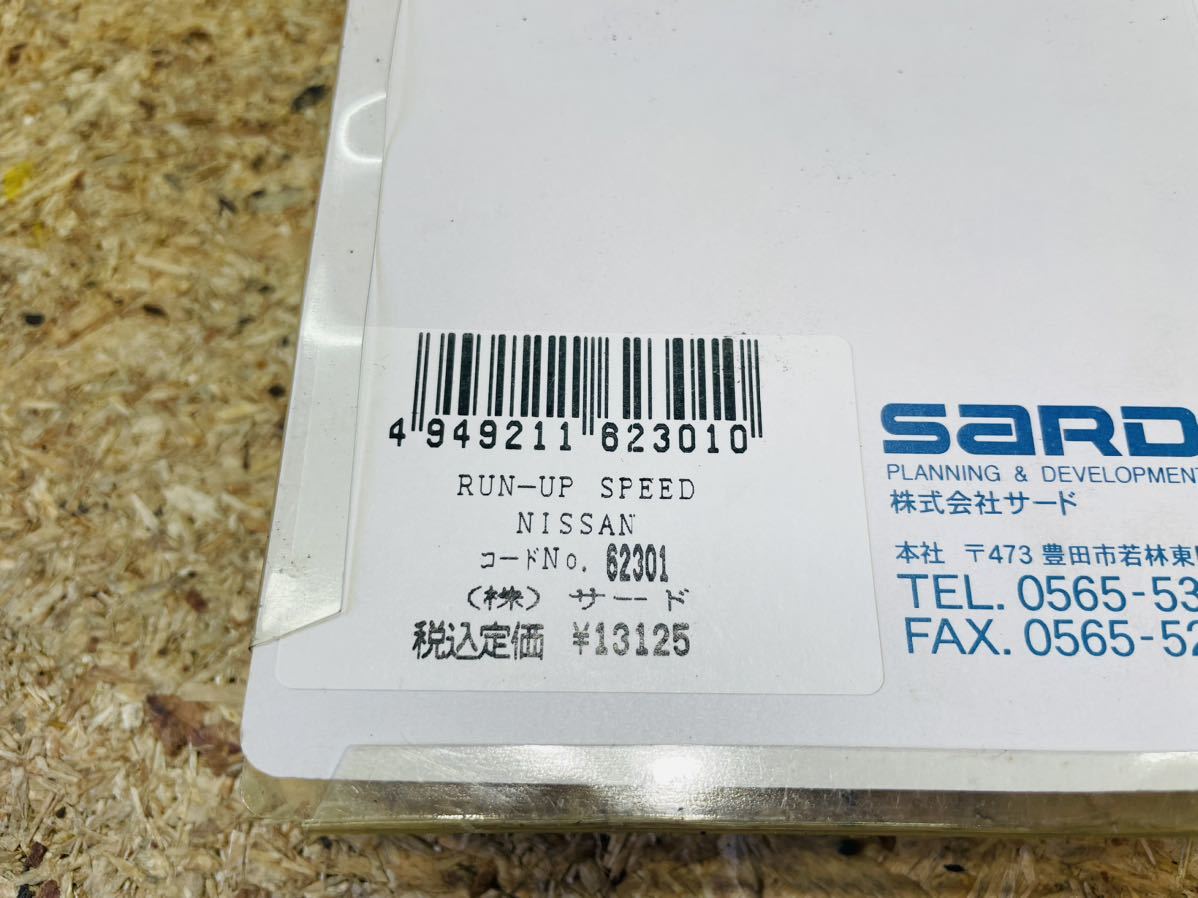 4 949211 623010
RUN-UP SPEED
NISSAN
コードNo. 62301
(株) サード
税込定価 ¥13125
SARD
PLANNING & DEVELOPMENT
株式会社サード
本社 〒473 豊田市若林東
TEL. 0565-53
FAX. 0565-52